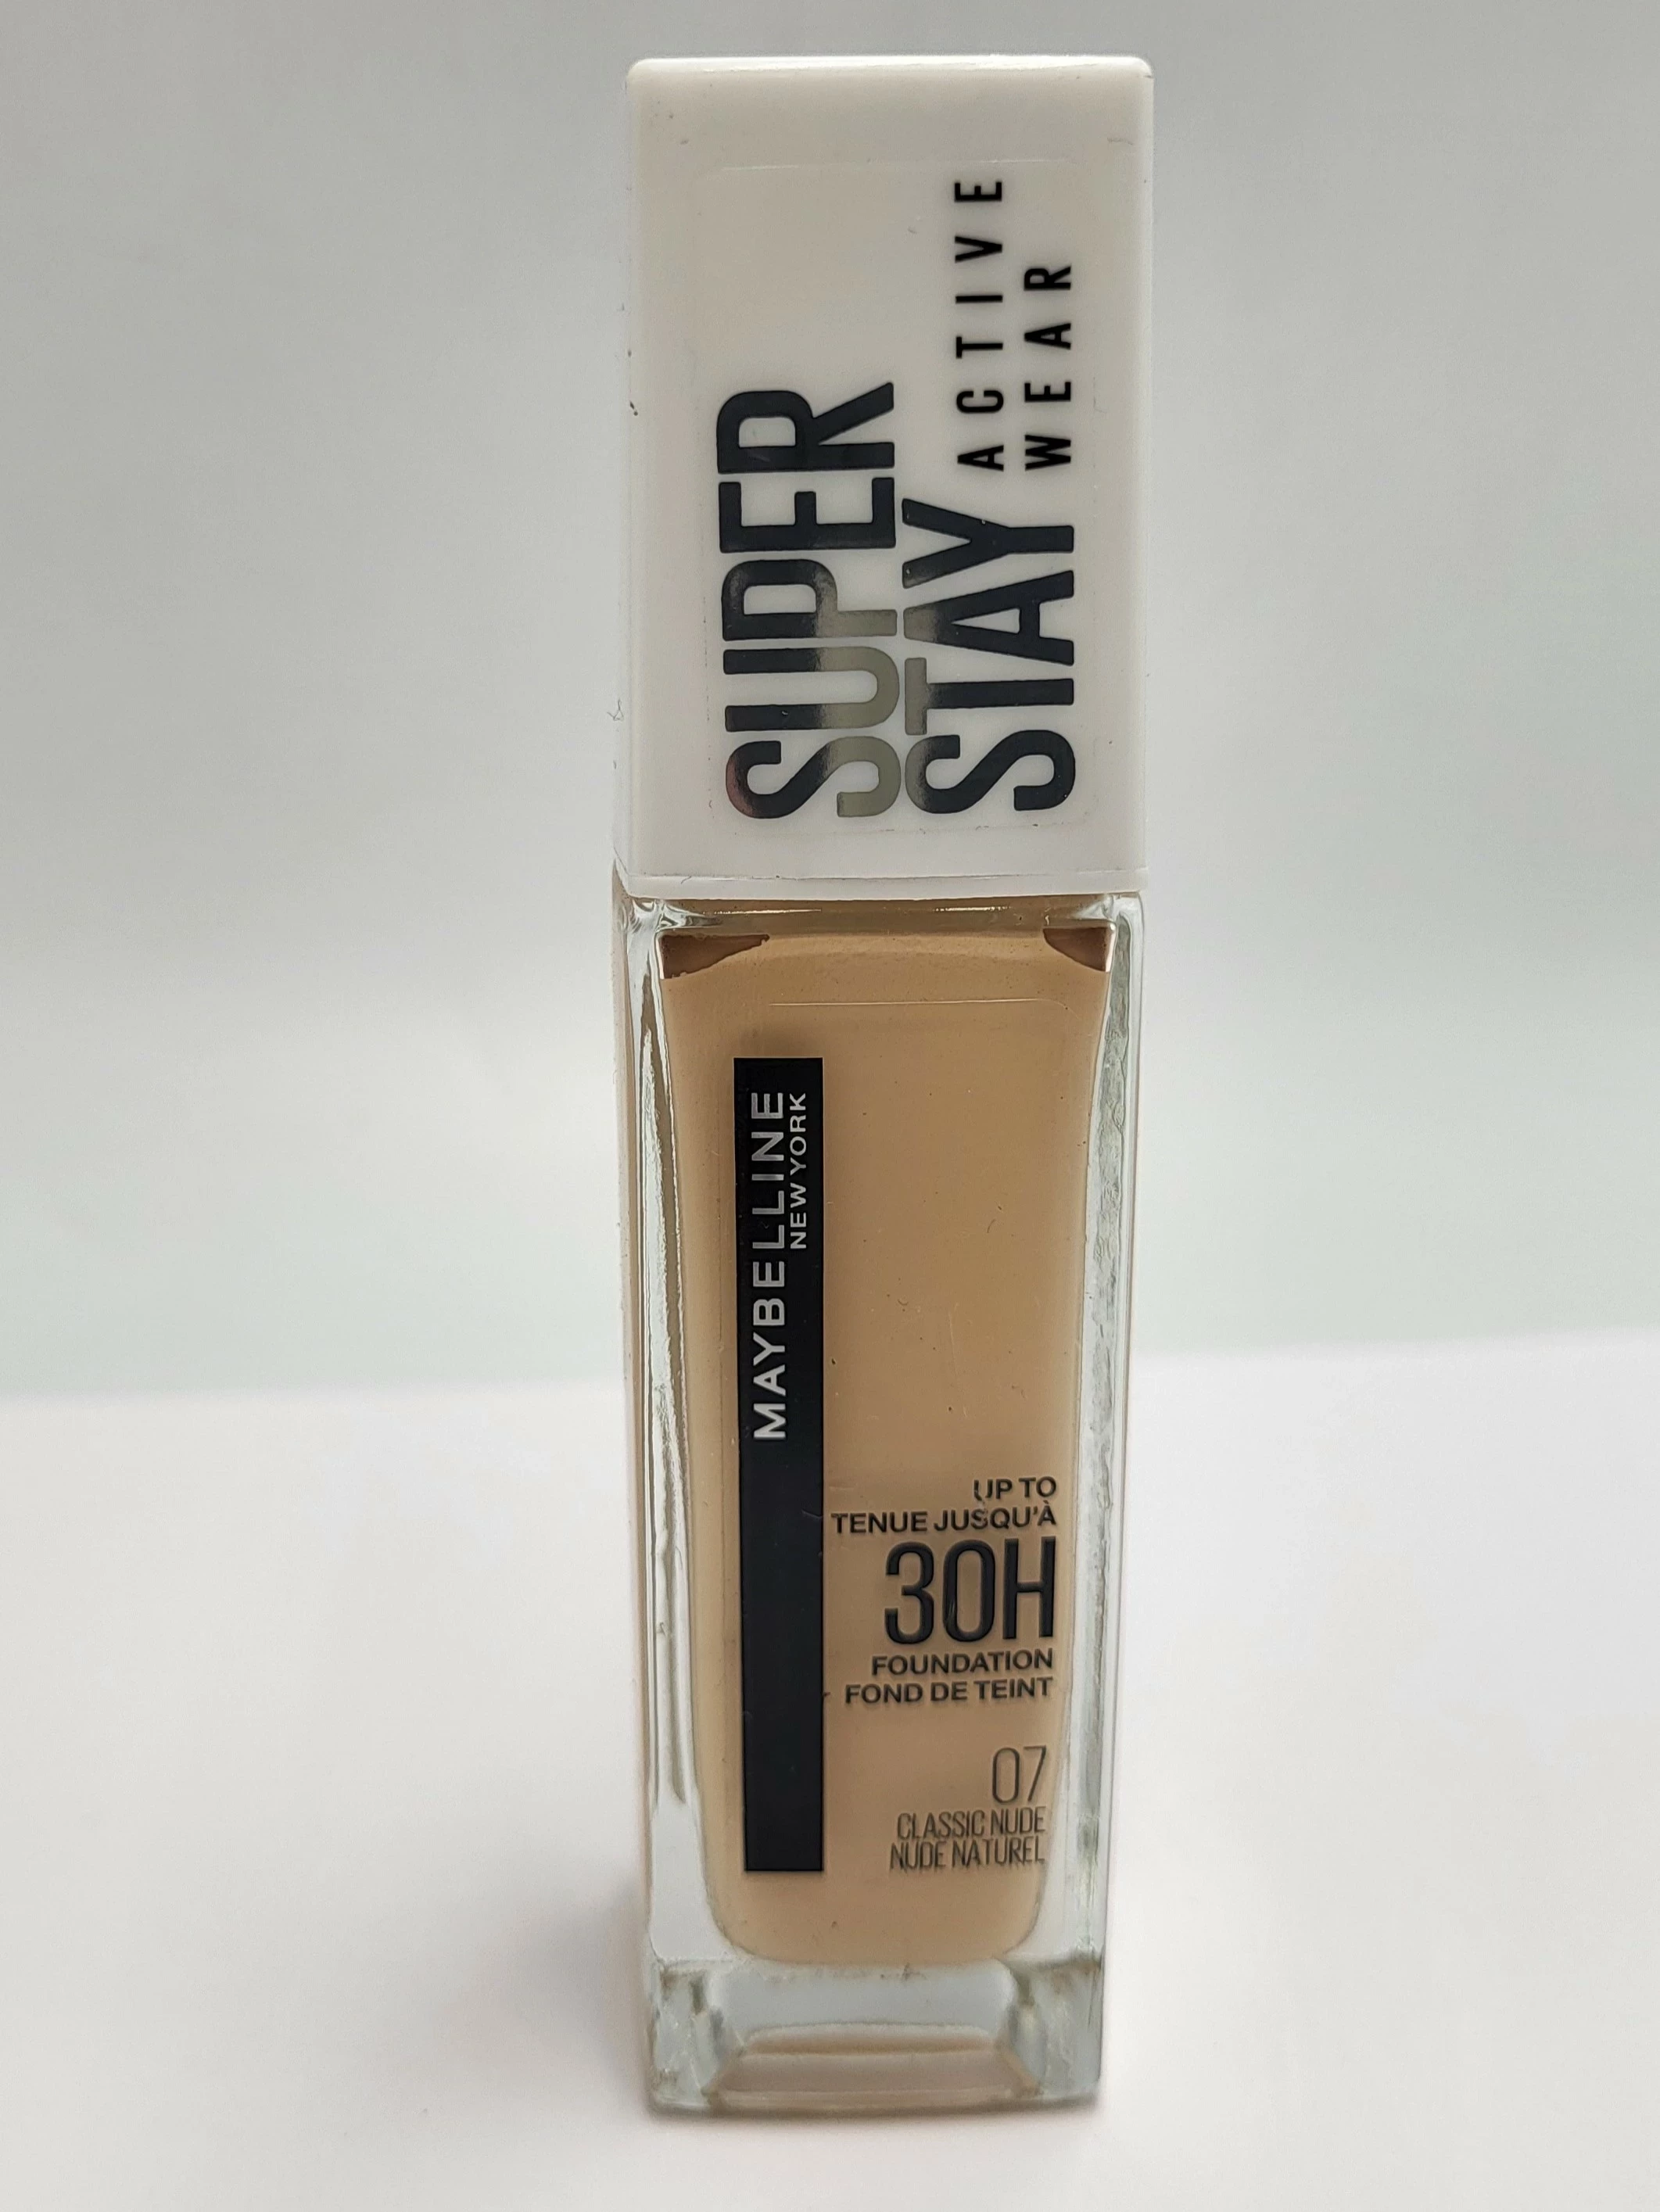 SUPER
STAY
ACTIVE
WEAR
MAYBELLINE
NEW YORK
UP TO
TENUE JUSQU'À
30H
FOUNDATION
FOND DE TEINT
07
CLASSIC NUDE
NUDE NATUREL